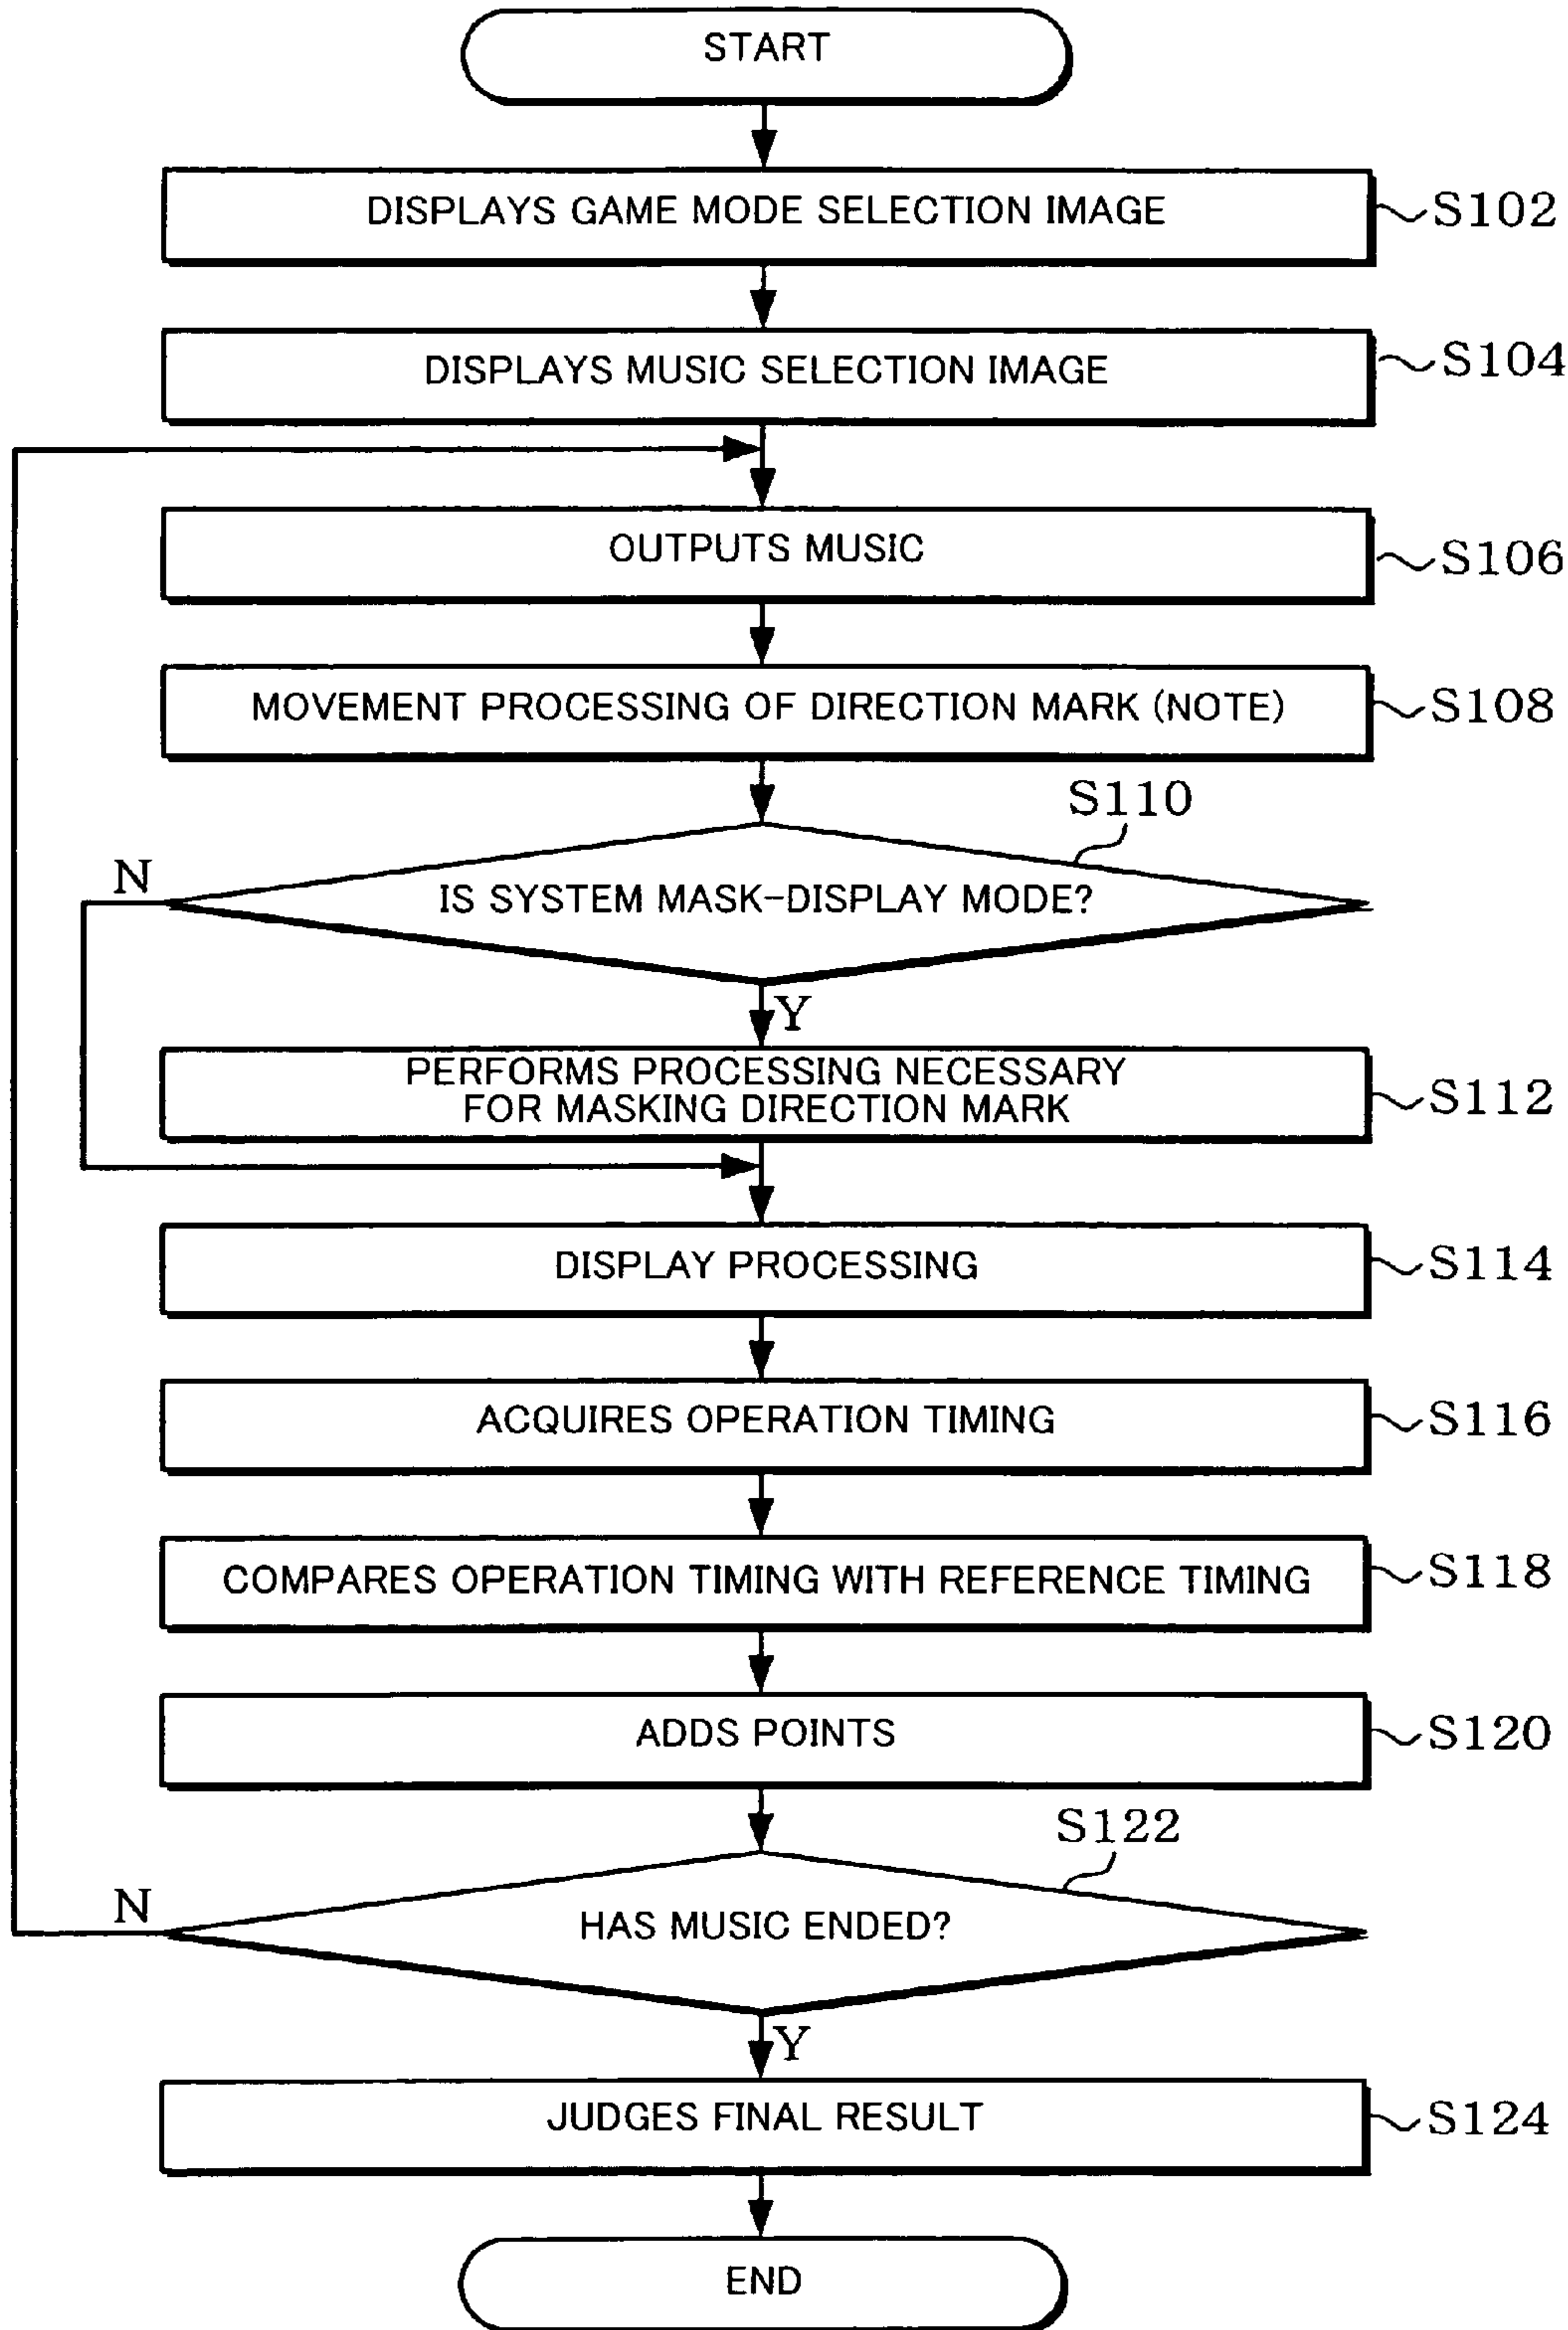 START
DISPLAYS GAME MODE SELECTION IMAGE
S102
DISPLAYS MUSIC SELECTION IMAGE
S104
OUTPUTS MUSIC
S106
MOVEMENT PROCESSING OF DIRECTION MARK (NOTE)
S108
S110
N
IS SYSTEM MASK-DISPLAY MODE?
Y
PERFORMS PROCESSING NECESSARY
FOR MASKING DIRECTION MARK
S112
DISPLAY PROCESSING
S114
ACQUIRES OPERATION TIMING
S116
COMPARES OPERATION TIMING WITH REFERENCE TIMING
S118
ADDS POINTS
S120
S122
N
HAS MUSIC ENDED?
Y
JUDGES FINAL RESULT
S124
END